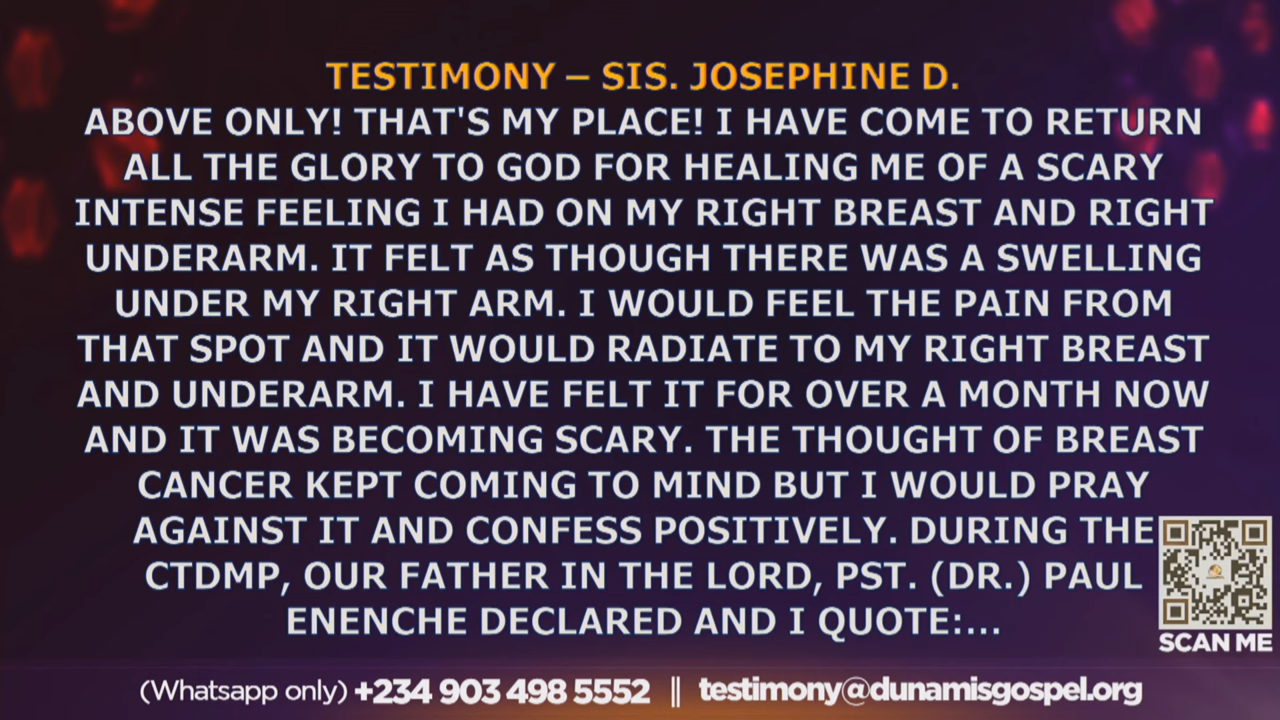 TESTIMONY – SIS. JOSEPHINE D.
ABOVE ONLY! THAT'S MY PLACE! I HAVE COME TO RETURN
ALL THE GLORY TO GOD FOR HEALING ME OF A SCARY
INTENSE FEELING I HAD ON MY RIGHT BREAST AND RIGHT
UNDERARM. IT FELT AS THOUGH THERE WAS A SWELLING
UNDER MY RIGHT ARM. I WOULD FEEL THE PAIN FROM
THAT SPOT AND IT WOULD RADIATE TO MY RIGHT BREAST
AND UNDERARM. I HAVE FELT IT FOR OVER A MONTH NOW
AND IT WAS BECOMING SCARY. THE THOUGHT OF BREAST
CANCER KEPT COMING TO MIND BUT I WOULD PRAY
AGAINST IT AND CONFESS POSITIVELY. DURING THE
CTDMP, OUR FATHER IN THE LORD, PST. (DR.) PAUL
ENENCHE DECLARED AND I QUOTE:...
SCAN ME
(Whatsapp only) +234 903 498 5552 || testimony@dunamisgospel.org